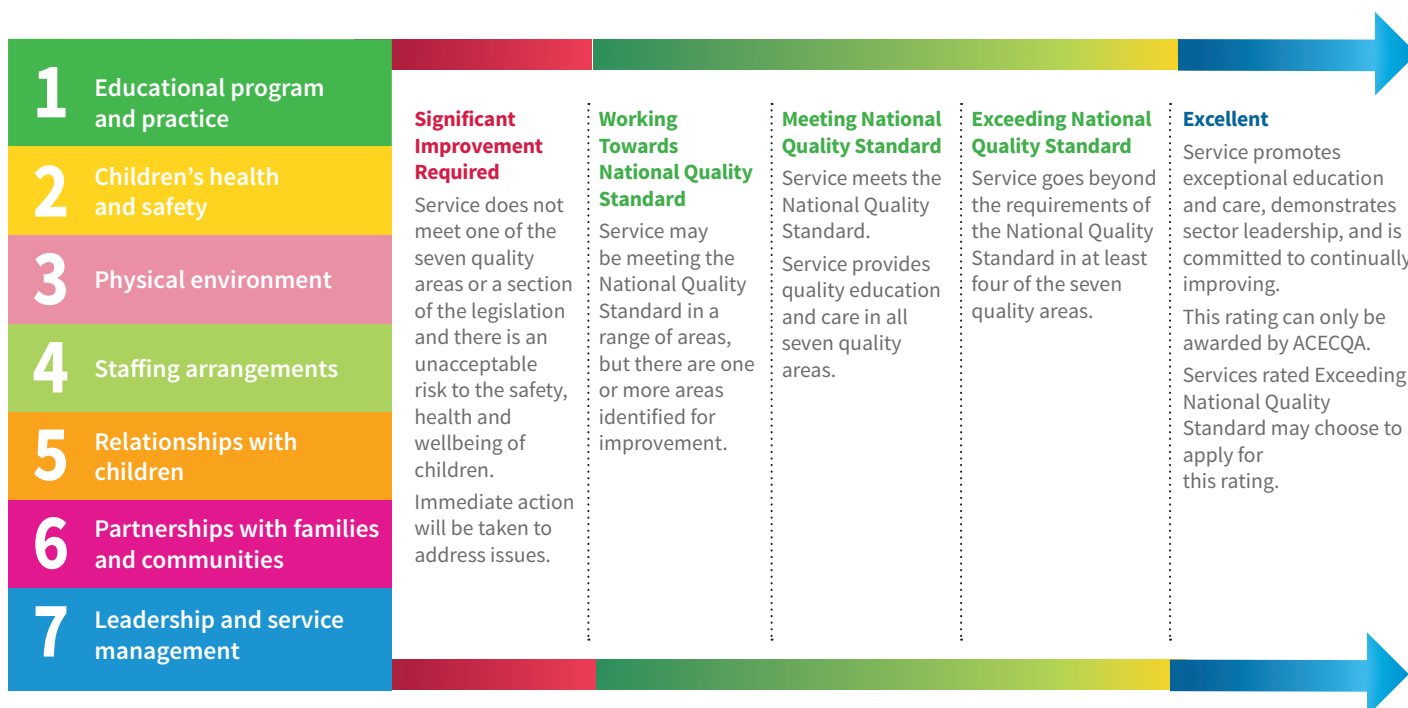 1
Educational program
and practice
2
Children’s health
and safety
3
Physical environment
4
Staffing arrangements
5
Relationships with
children
6
Partnerships with families
and communities
7
Leadership and service
management
Significant
Improvement
Required
Service does not
meet one of the
seven quality
areas or a section
of the legislation
and there is an
unacceptable
risk to the safety,
health and
wellbeing of
children.
Immediate action
will be taken to
address issues.
Working
Towards
National Quality
Standard
Service may
be meeting the
National Quality
Standard in a
range of areas,
but there are one
or more areas
identified for
improvement.
Meeting National
Quality Standard
Service meets the
National Quality
Standard.
Service provides
quality education
and care in all
seven quality
areas.
Exceeding National
Quality Standard
Service goes beyond
the requirements of
the National Quality
Standard in at least
four of the seven
quality areas.
Excellent
Service promotes
exceptional education
and care, demonstrates
sector leadership, and is
committed to continually
improving.
This rating can only be
awarded by ACECQA.
Services rated Exceeding
National Quality
Standard may choose to
apply for
this rating.